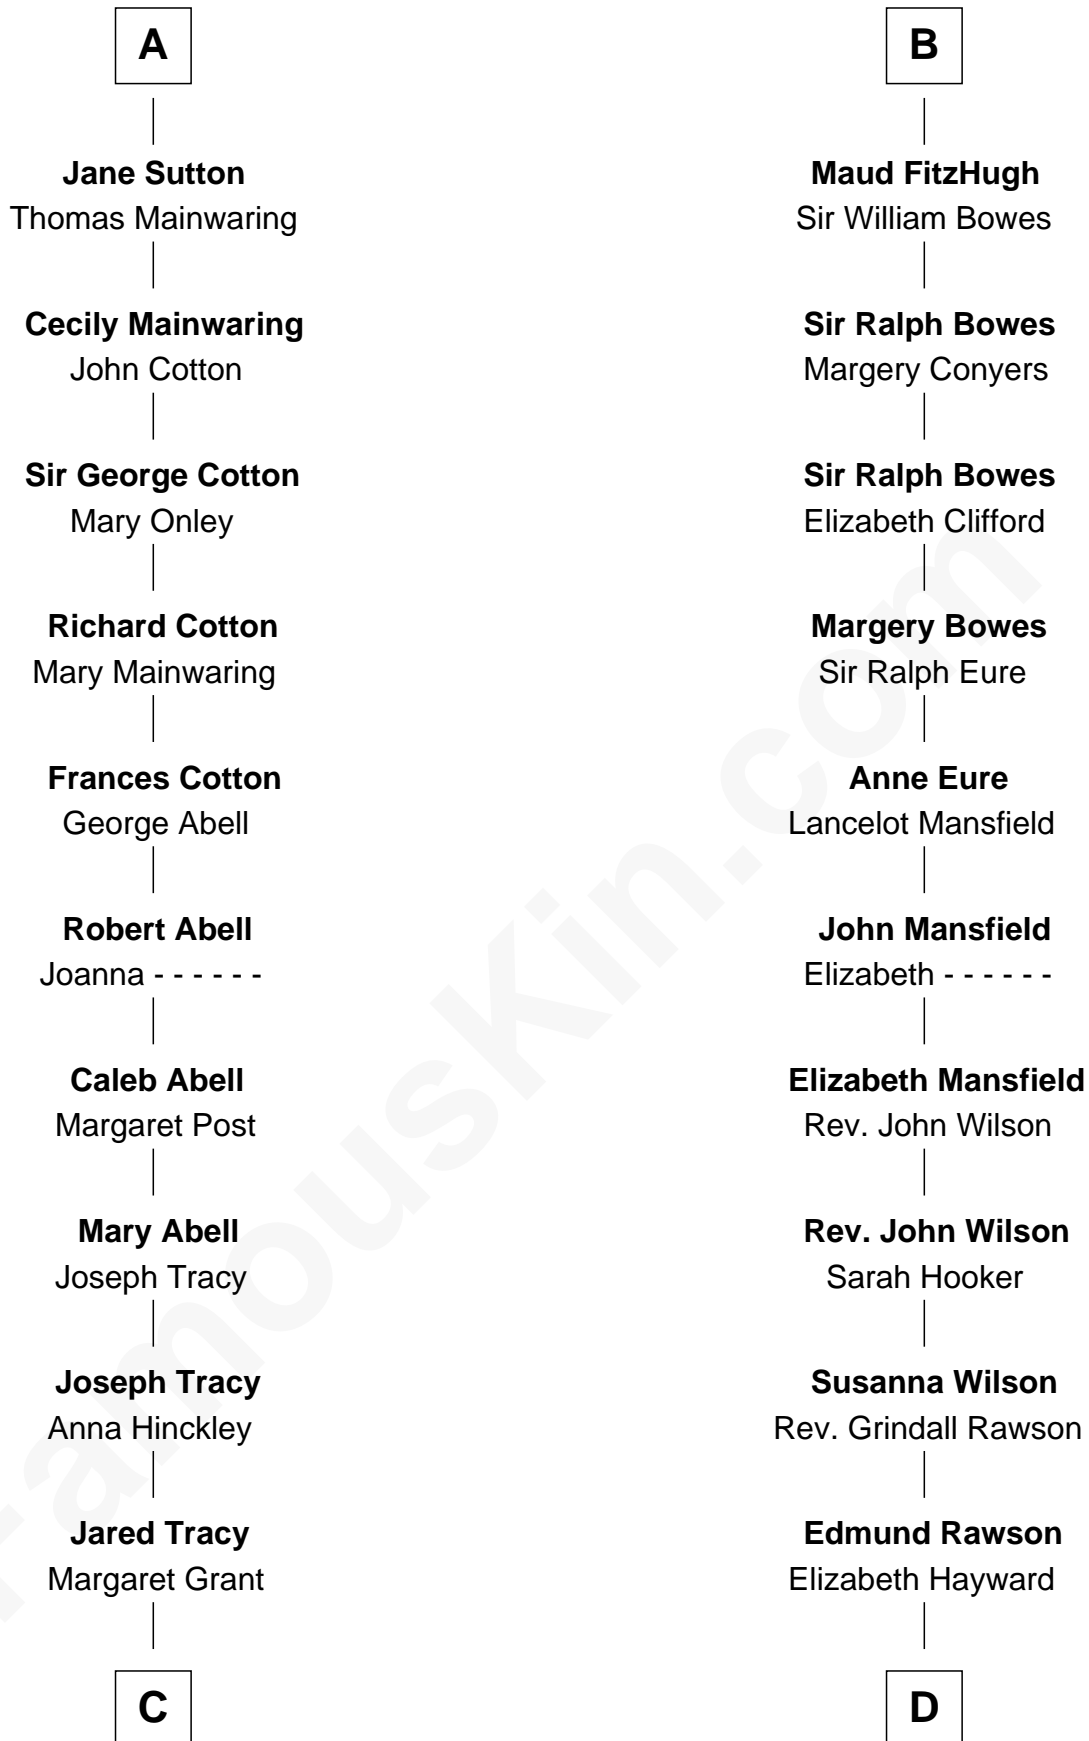 A
Jane Sutton
Thomas Mainwaring
Cecily Mainwaring
John Cotton
Sir George Cotton
Mary Onley
Richard Cotton
Mary Mainwaring
Frances Cotton
George Abell
Robert Abell
Joanna - - - - - -
Caleb Abell
Margaret Post
Mary Abell
Joseph Tracy
Joseph Tracy
Anna Hinckley
Jared Tracy
Margaret Grant
C
B
Maud FitzHugh
Sir William Bowes
Sir Ralph Bowes
Margery Conyers
Sir Ralph Bowes
Elizabeth Clifford
Margery Bowes
Sir Ralph Eure
Anne Eure
Lancelot Mansfield
John Mansfield
Elizabeth - - - - - -
Elizabeth Mansfield
Rev. John Wilson
Rev. John Wilson
Sarah Hooker
Susanna Wilson
Rev. Grindall Rawson
Edmund Rawson
Elizabeth Hayward
D
FamousKin.com